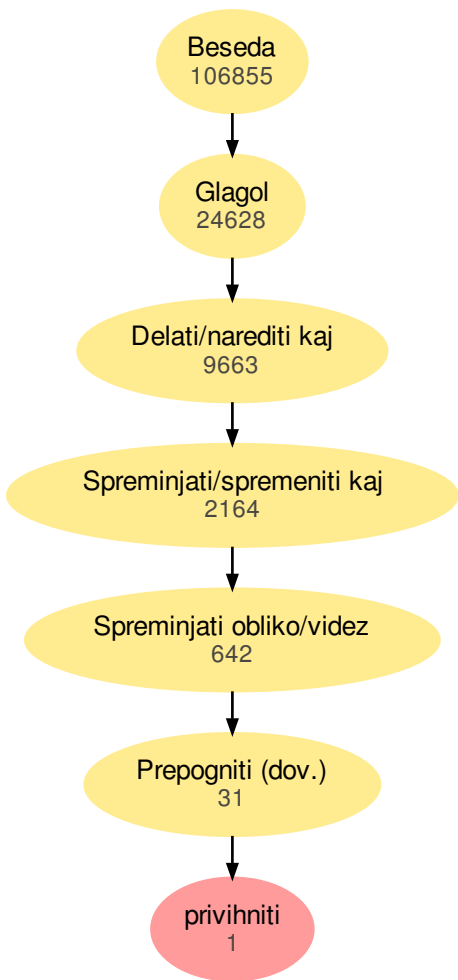 Beseda
106855
Glagol
24628
Delati/narediti kaj
9663
Spreminjati/spremeniti kaj
2164
Spreminjati obliko/videz
642
Prepogniti (dov.)
31
privihniti
1